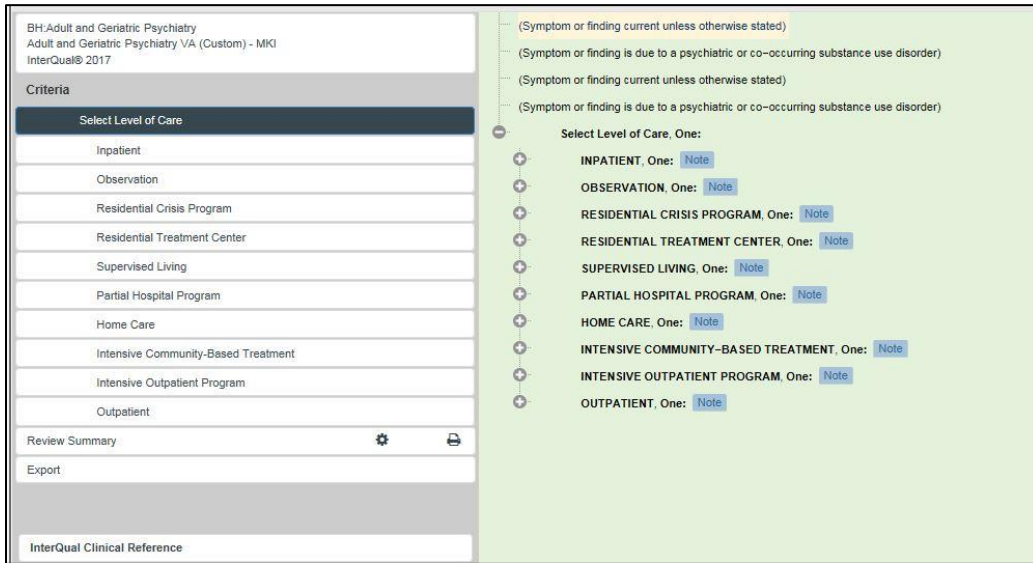 BH:Adult and Geriatric Psychiatry
Adult and Geriatric Psychiatry VA (Custom) - MKI
InterQual® 2017
Criteria
Select Level of Care
Inpatient
Observation
Residential Crisis Program
Residential Treatment Center
Supervised Living
Partial Hospital Program
Home Care
Intensive Community-Based Treatment
Intensive Outpatient Program
Outpatient
Review Summary
Export
InterQual Clinical Reference
(Symptom or finding current unless otherwise stated)
(Symptom or finding is due to a psychiatric or co-occurring substance use disorder)
(Symptom or finding current unless otherwise stated)
(Symptom or finding is due to a psychiatric or co-occurring substance use disorder)
Select Level of Care, One:
INPATIENT, One: Note
OBSERVATION, One: Note
RESIDENTIAL CRISIS PROGRAM, One: Note
RESIDENTIAL TREATMENT CENTER, One: Note
SUPERVISED LIVING, One: Note
PARTIAL HOSPITAL PROGRAM, One: Note
HOME CARE, One: Note
INTENSIVE COMMUNITY-BASED TREATMENT, One: Note
INTENSIVE OUTPATIENT PROGRAM, One: Note
OUTPATIENT, One: Note